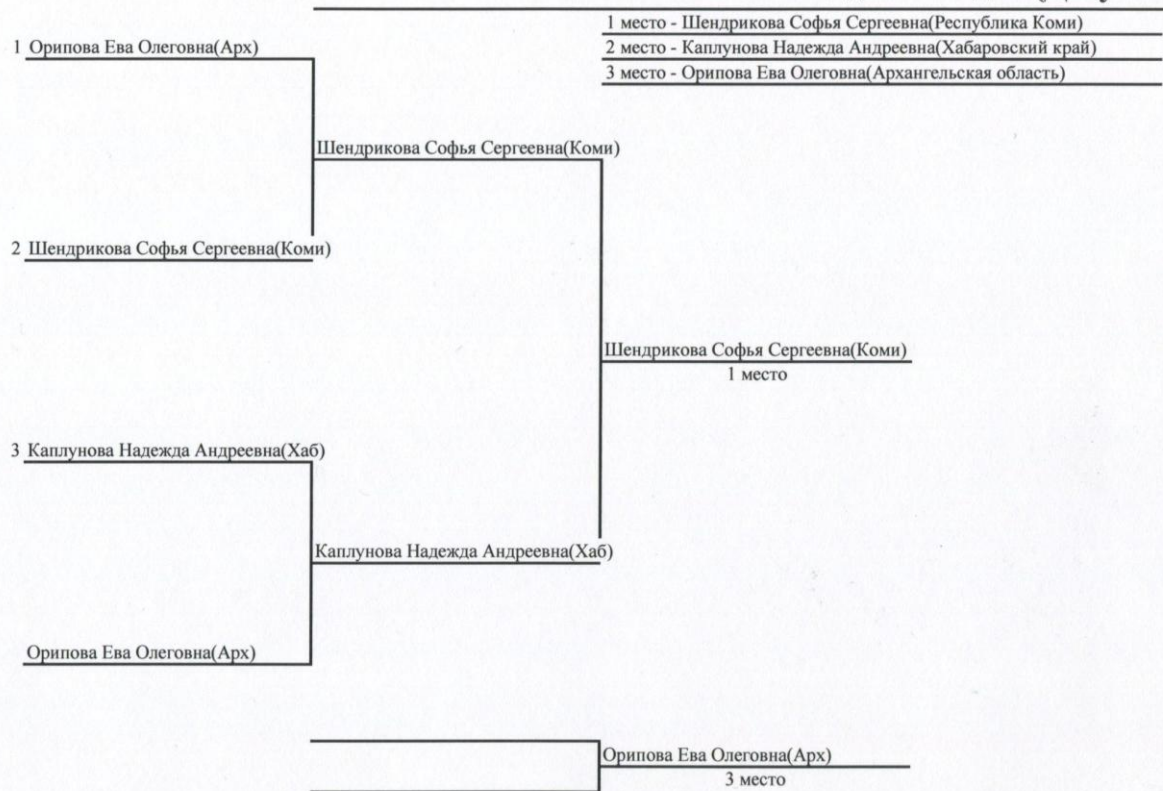 1 место - Шендрикова Софья Сергеевна(Республика Коми)
2 место - Каплунова Надежда Андреевна(Хабаровский край)
3 место - Орипова Ева Олеговна(Архангельская область)
1 Орипова Ева Олеговна(Арх)
Шендрикова Софья Сергеевна(Коми)
2 Шендрикова Софья Сергеевна(Коми)
Шендрикова Софья Сергеевна(Коми)
1 место
3 Каплунова Надежда Андреевна(Хаб)
Каплунова Надежда Андреевна(Хаб)
Орипова Ева Олеговна(Арх)
Орипова Ева Олеговна(Арх)
3 место